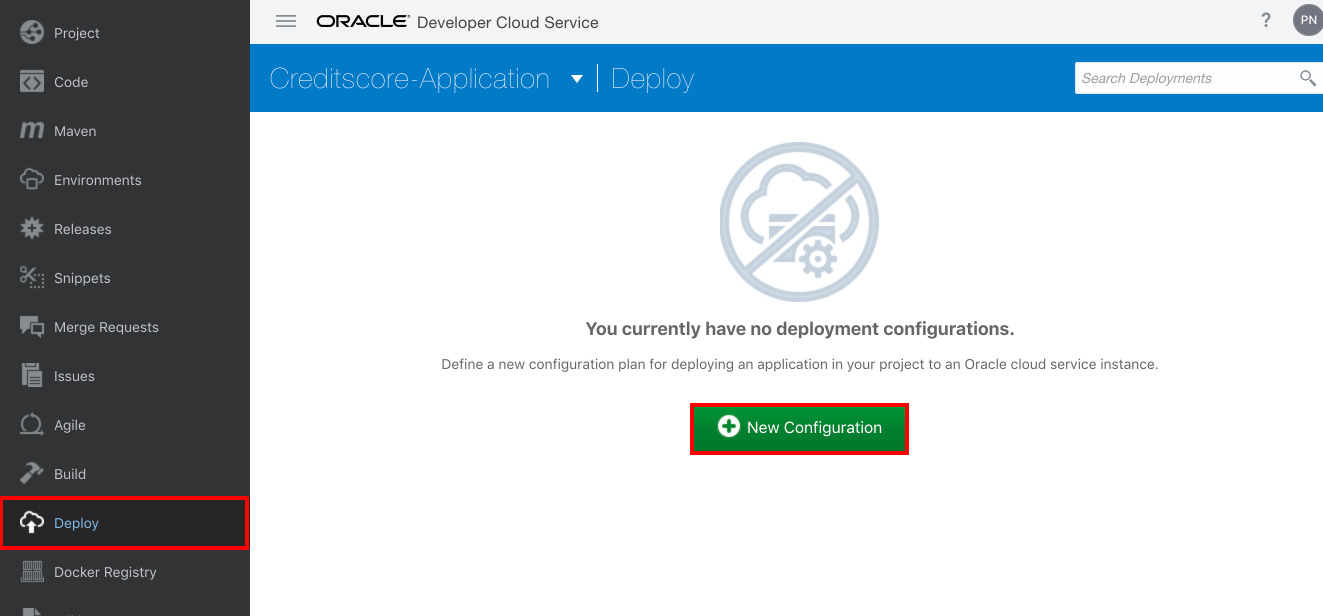 Project
Code
Maven
Environments
Releases
Snippets
Merge Requests
Issues
Agile
Build
Deploy
Docker Registry
ORACLE® Developer Cloud Service
? PN
Creditscore-Application Deploy
Search Deployments
You currently have no deployment configurations.
Define a new configuration plan for deploying an application in your project to an Oracle cloud service instance.
New Configuration